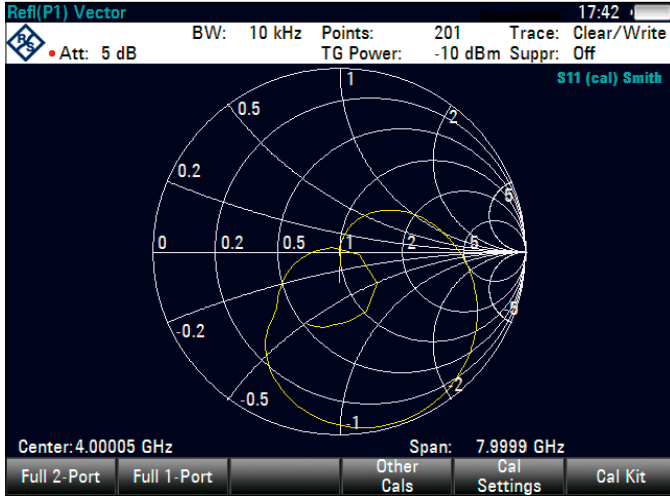 Refl(P1) Vector 17:42
BW: 10 kHz Points: 201 Trace: Clear/Write
R&S Att: 5 dB TG Power: -10 dBm Suppr: Off
S11 (cal) Smith
1
0.5 2
0.2 5
0 0.2 0.5 1 2 5
-0.2 -5
-0.5 -2
-1
Center: 4.00005 GHz Span: 7.9999 GHz
Full 2-Port Full 1-Port Other Cals Cal Settings Cal Kit